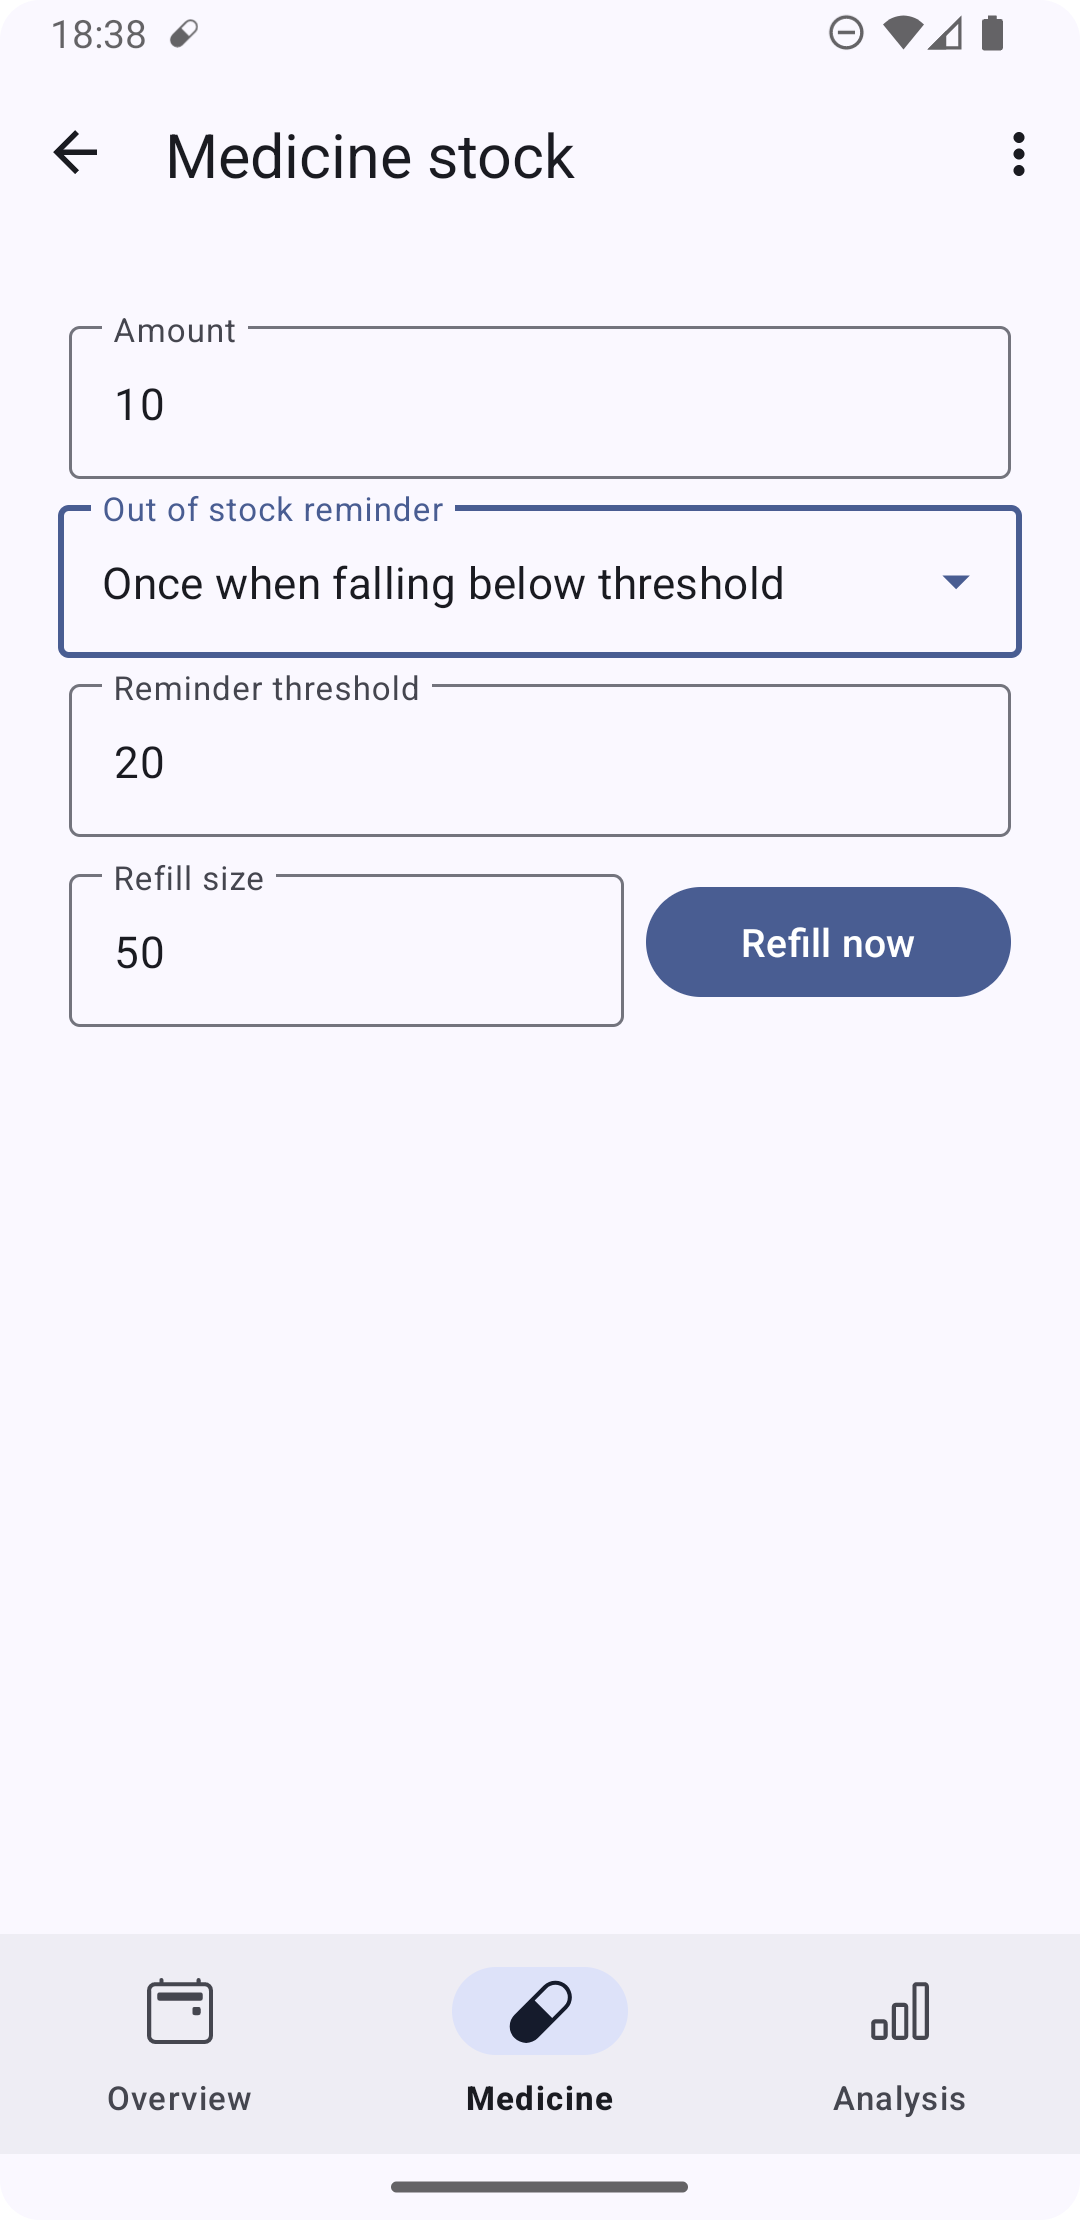 18:38
Medicine stock
Amount
10
Out of stock reminder
Once when falling below threshold
Reminder threshold
20
Refill size
50
Refill now
Overview
Medicine
Analysis